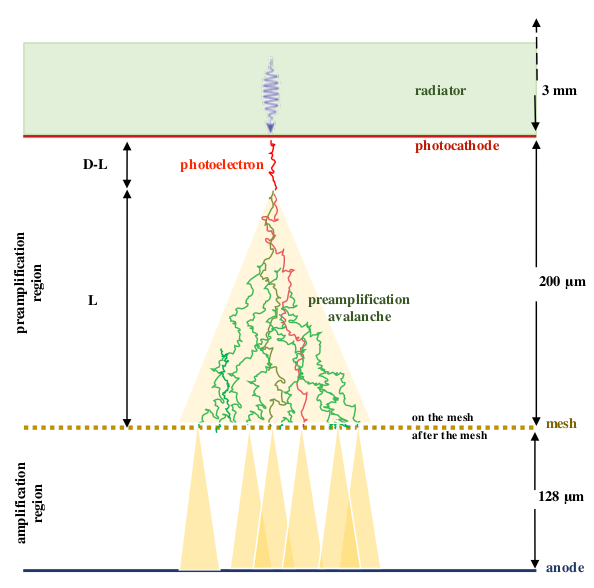 radiator
3 mm
photocathode
D-L
photoelectron
preamplification
region
L
200 µm
preamplification
avalanche
on the mesh
mesh
after the mesh
amplification
region
128 µm
anode